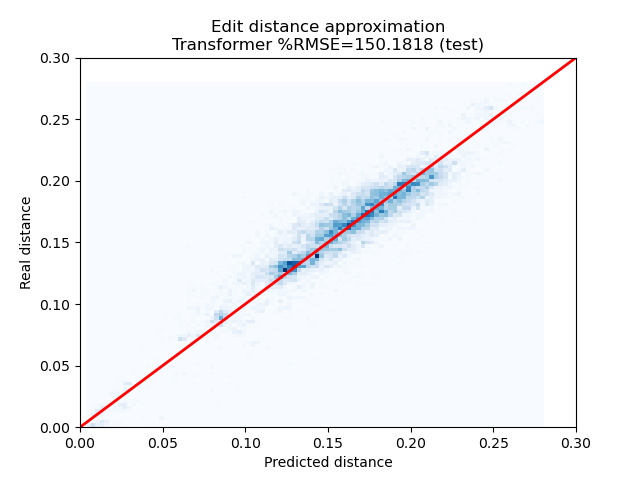 Edit distance approximation
Transformer %RMSE=150.1818 (test)
Real distance
0.30
0.25
0.20
0.15
0.10
0.05
0.00
0.00 0.05 0.10 0.15 0.20 0.25 0.30
Predicted distance